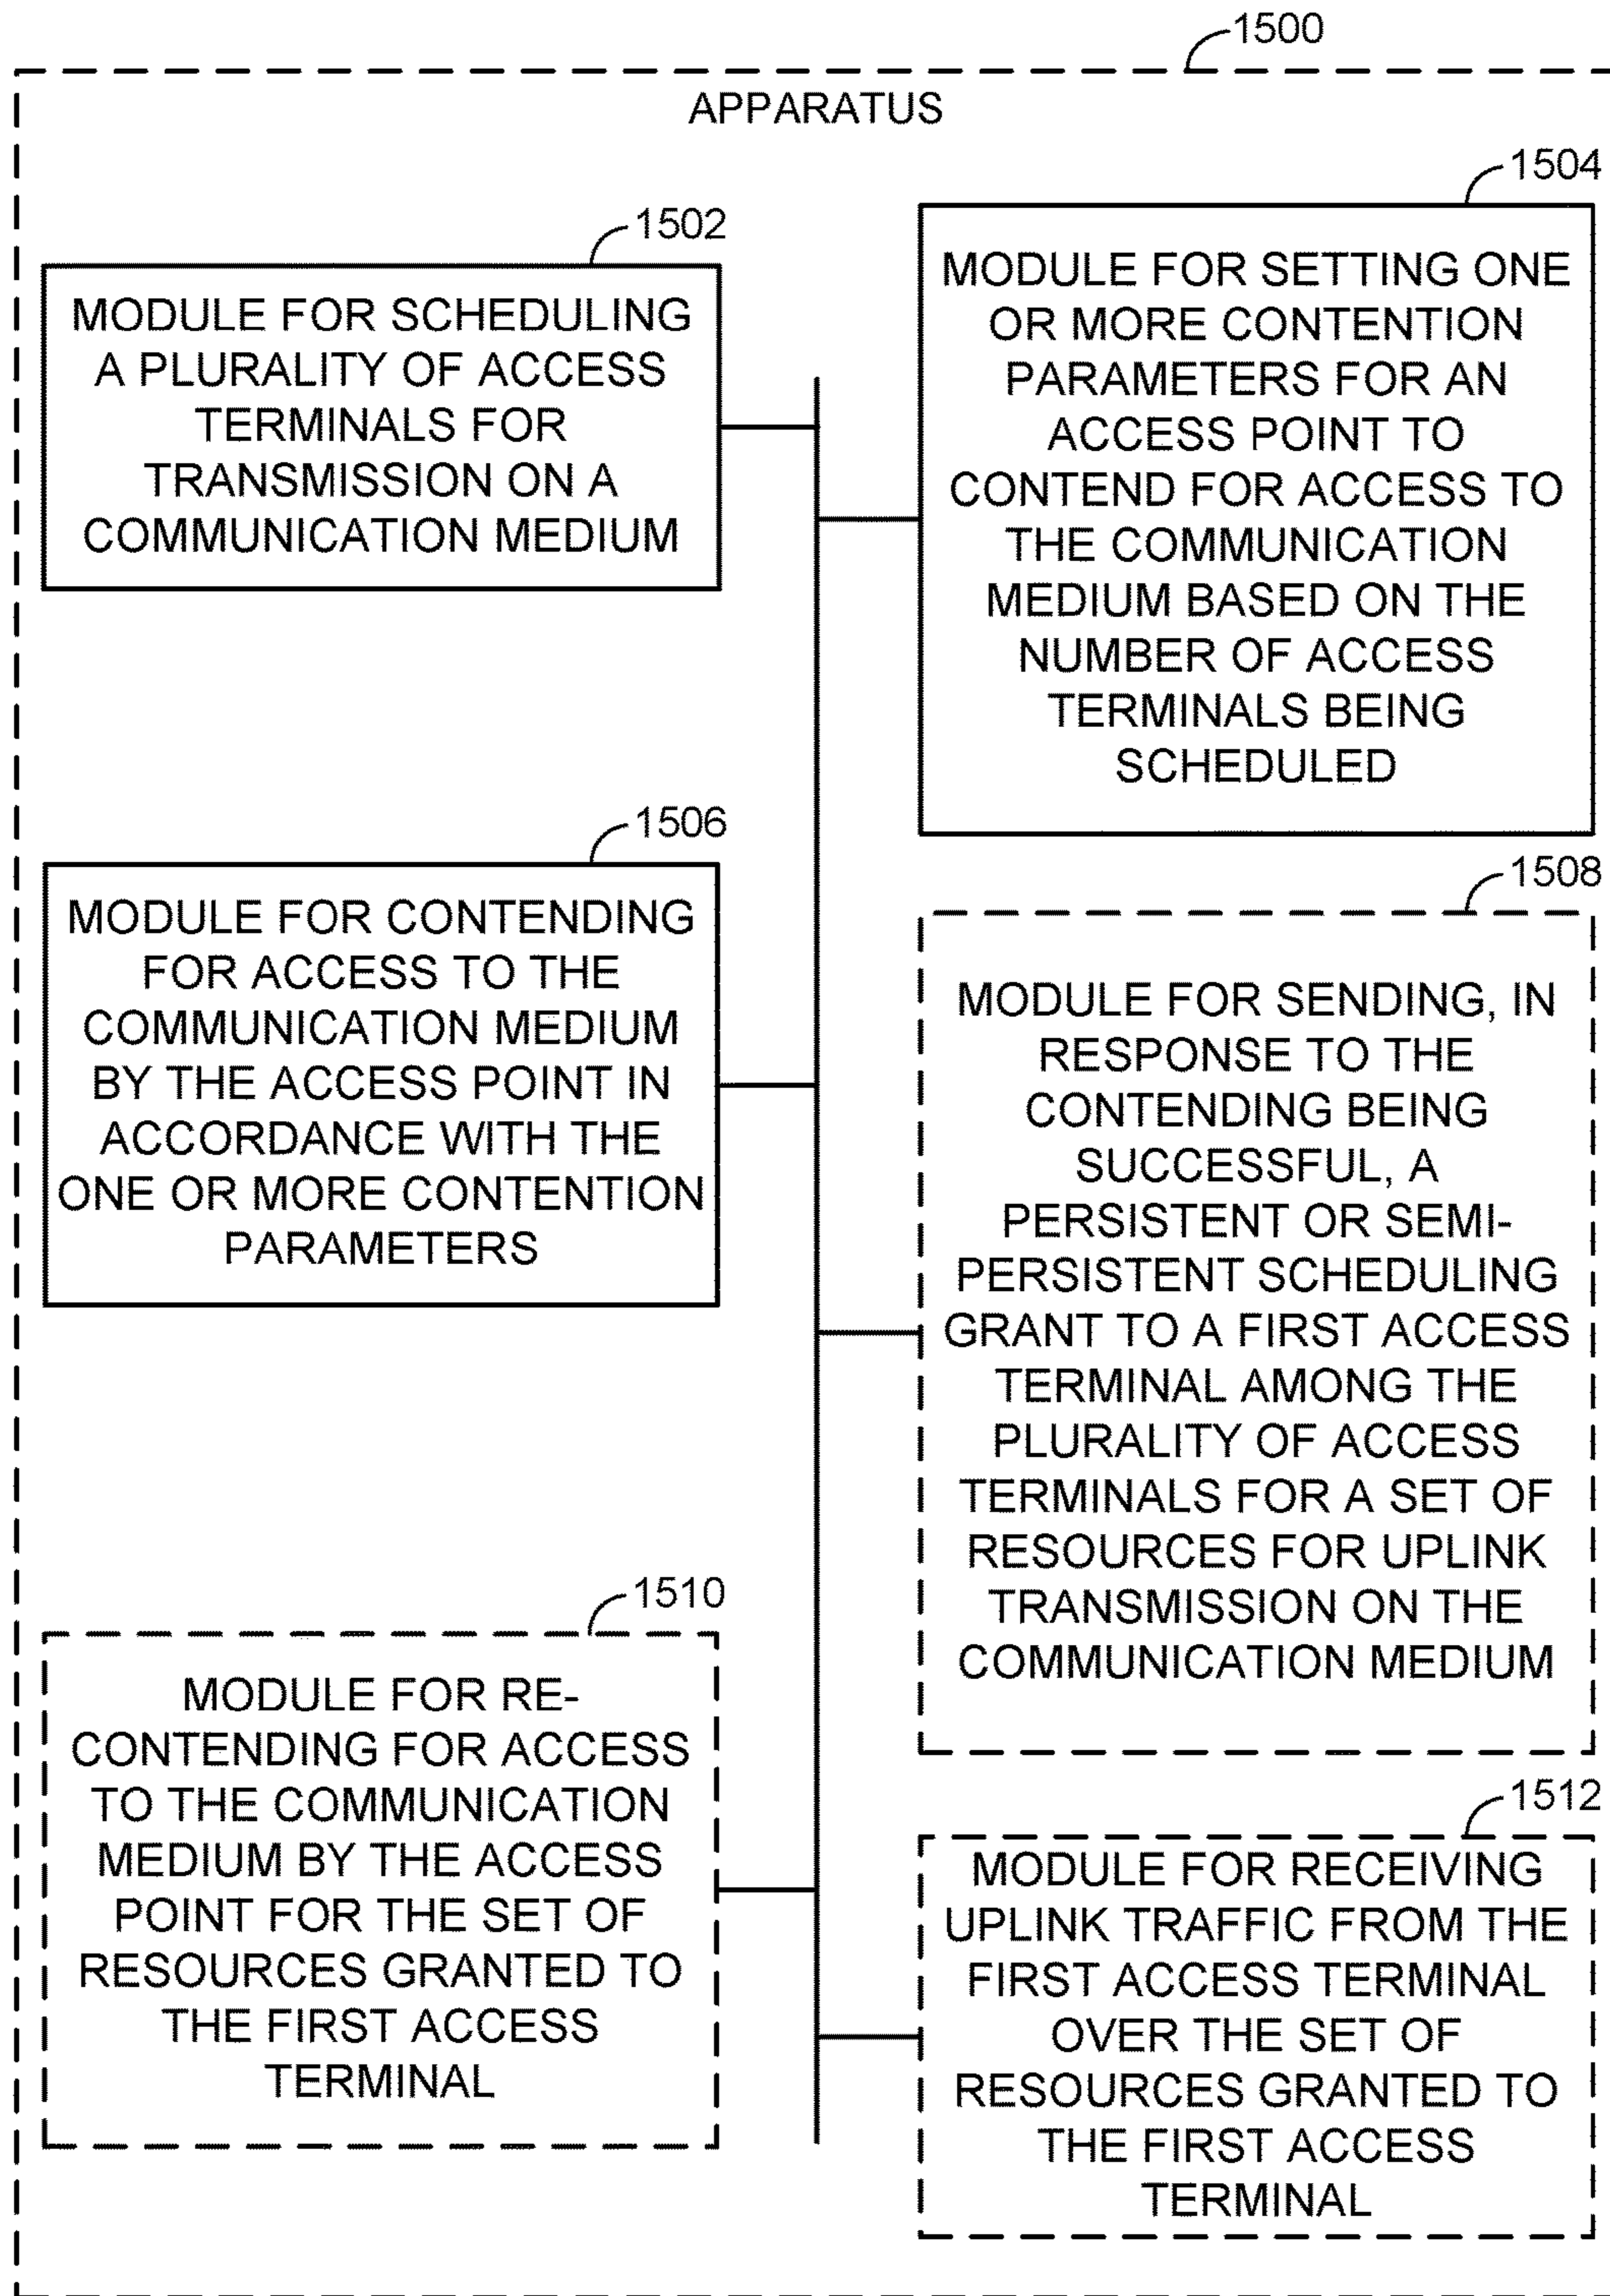 1500
APPARATUS
1502
MODULE FOR SCHEDULING
A PLURALITY OF ACCESS
TERMINALS FOR
TRANSMISSION ON A
COMMUNICATION MEDIUM
1504
MODULE FOR SETTING ONE
OR MORE CONTENTION
PARAMETERS FOR AN
ACCESS POINT TO
CONTEND FOR ACCESS TO
THE COMMUNICATION
MEDIUM BASED ON THE
NUMBER OF ACCESS
TERMINALS BEING
SCHEDULED
1506
MODULE FOR CONTENDING
FOR ACCESS TO THE
COMMUNICATION MEDIUM
BY THE ACCESS POINT IN
ACCORDANCE WITH THE
ONE OR MORE CONTENTION
PARAMETERS
1508
MODULE FOR SENDING, IN
RESPONSE TO THE
CONTENDING BEING
SUCCESSFUL, A
PERSISTENT OR SEMI-
PERSISTENT SCHEDULING
GRANT TO A FIRST ACCESS
TERMINAL AMONG THE
PLURALITY OF ACCESS
TERMINALS FOR A SET OF
RESOURCES FOR UPLINK
TRANSMISSION ON THE
COMMUNICATION MEDIUM
1510
MODULE FOR RE-
CONTENDING FOR ACCESS
TO THE COMMUNICATION
MEDIUM BY THE ACCESS
POINT FOR THE SET OF
RESOURCES GRANTED TO
THE FIRST ACCESS
TERMINAL
1512
MODULE FOR RECEIVING
UPLINK TRAFFIC FROM THE
FIRST ACCESS TERMINAL
OVER THE SET OF
RESOURCES GRANTED TO
THE FIRST ACCESS
TERMINAL